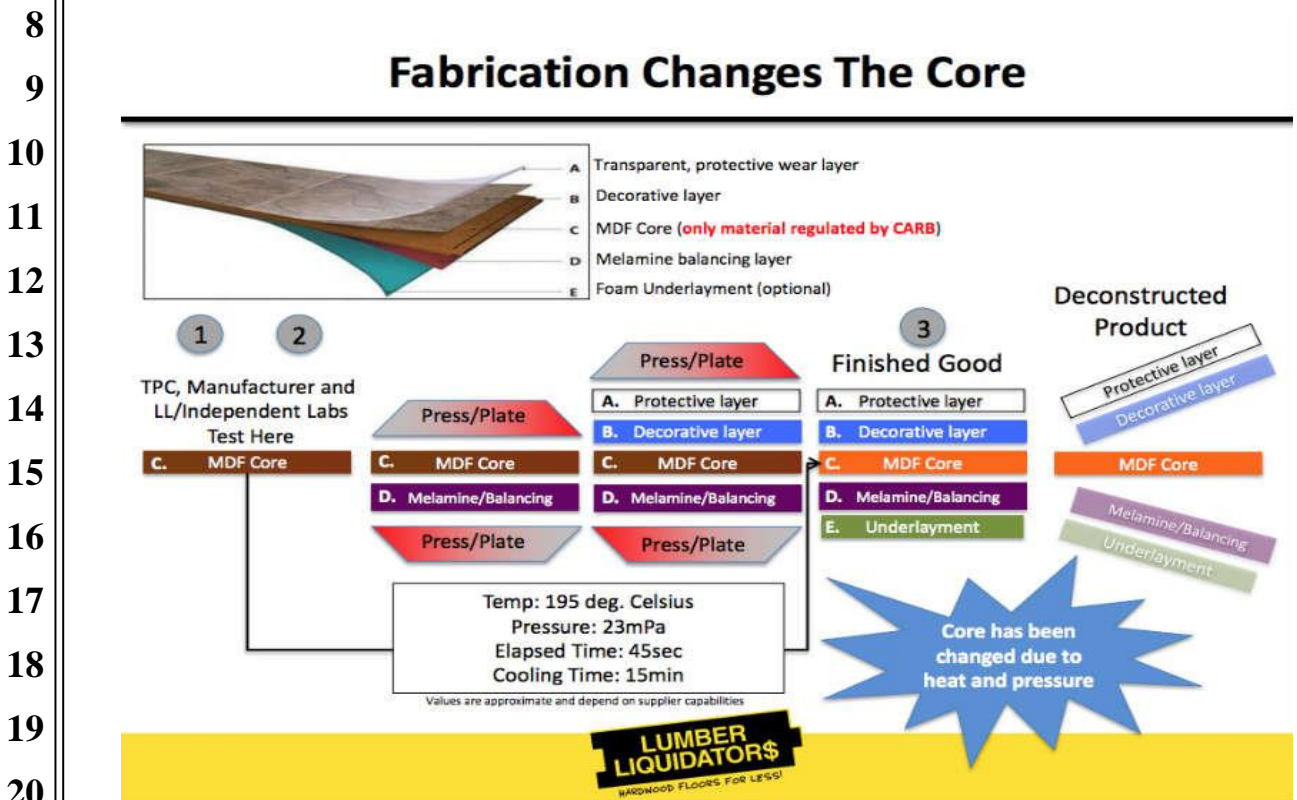 8
9
10
11
12
13
14
15
16
17
18
19
20
Fabrication Changes The Core
A Transparent, protective wear layer
B Decorative layer
C MDF Core (only material regulated by CARB)
D Melamine balancing layer
E Foam Underlayment (optional)
1
2
TPC, Manufacturer and
LL/Independent Labs
Test Here
C. MDF Core
Press/Plate
C. MDF Core
D. Melamine/Balancing
Press/Plate
Press/Plate
A. Protective layer
B. Decorative layer
C. MDF Core
D. Melamine/Balancing
Press/Plate
3
Finished Good
A. Protective layer
B. Decorative layer
C. MDF Core
D. Melamine/Balancing
E. Underlayment
Deconstructed
Product
Protective layer
Decorative layer
MDF Core
Melamine/Balancing
Underlayment
Temp: 195 deg. Celsius
Pressure: 23mPa
Elapsed Time: 45sec
Cooling Time: 15min
Values are approximate and depend on supplier capabilities
Core has been
changed due to
heat and pressure
LUMBER
LIQUIDATOR$
HARDWOOD FLOORS FOR LESS!